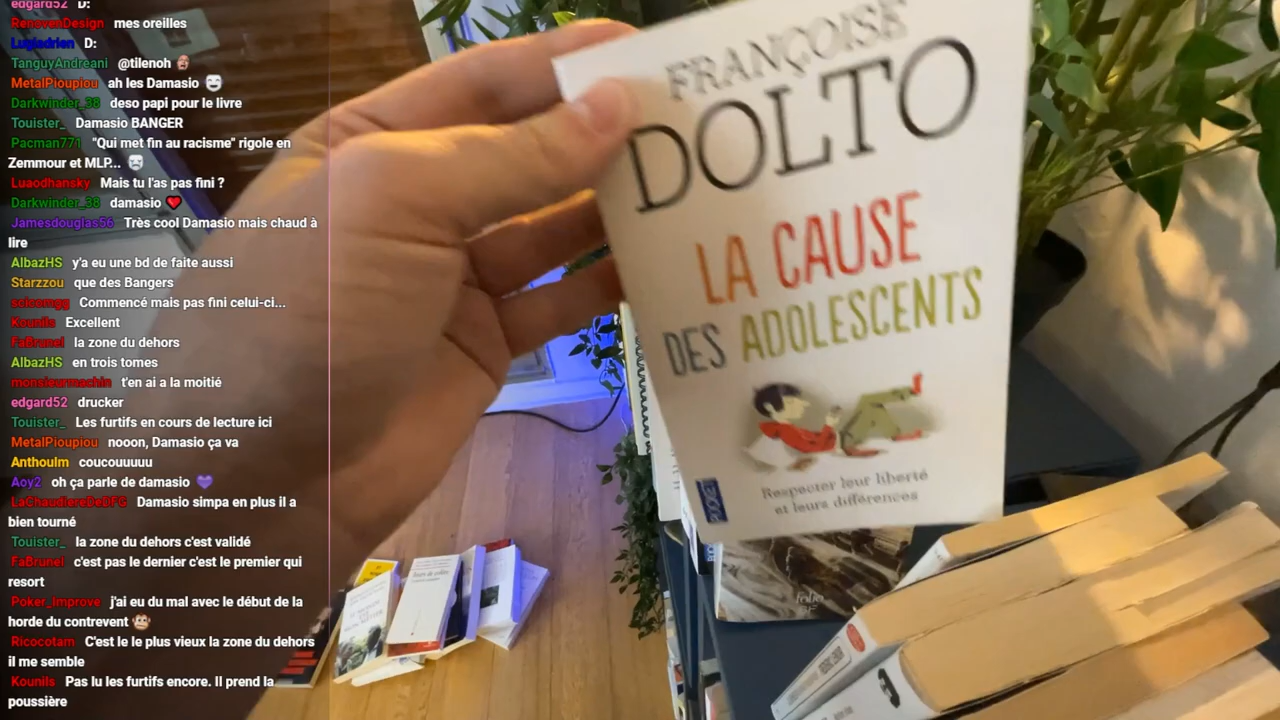 edgard52 D:
RenovenDesign mes oreilles
Lugiadrien D:
TanguyAndreani @tilenoh
MetalPioupiou ah les Damasio
Darkwinder_38 deso papi pour le livre
Touister_ Damasio BANGER
Pacman771 "Qui met fin au racisme" rigole en
Zemmour et MLP...
Luaodhansky Mais tu l'as pas fini ?
Darkwinder_38 damasio
Jamesdouglas56 Très cool Damasio mais chaud à
lire
AlbazHS y'a eu une bd de faite aussi
Starzzou que des Bangers
scicomgg Commencé mais pas fini celui-ci...
Kounils Excellent
FaBrunel la zone du dehors
AlbazHS en trois tomes
monsieurmachin t'en ai a la moitié
edgard52 drucker
Touister_ Les furtifs en cours de lecture ici
MetalPioupiou nooon, Damasio ça va
Anthoulm coucouuuuu
Aoy2 oh ça parle de damasio
LaChaudiereDeDFG Damasio simpa en plus il a
bien tourné
Touister_ la zone du dehors c'est validé
FaBrunel c'est pas le dernier c'est le premier qui
resort
Poker_Improve j'ai eu du mal avec le début de la
horde du contrevent
Ricocotam C'est le le plus vieux la zone du dehors
il me semble
Kounils Pas lu les furtifs encore. Il prend la
poussière
FRANÇOISE
DOLTO
LA CAUSE
DES ADOLESCENTS
Respecter leur liberté
et leurs différences
POCKET
folio